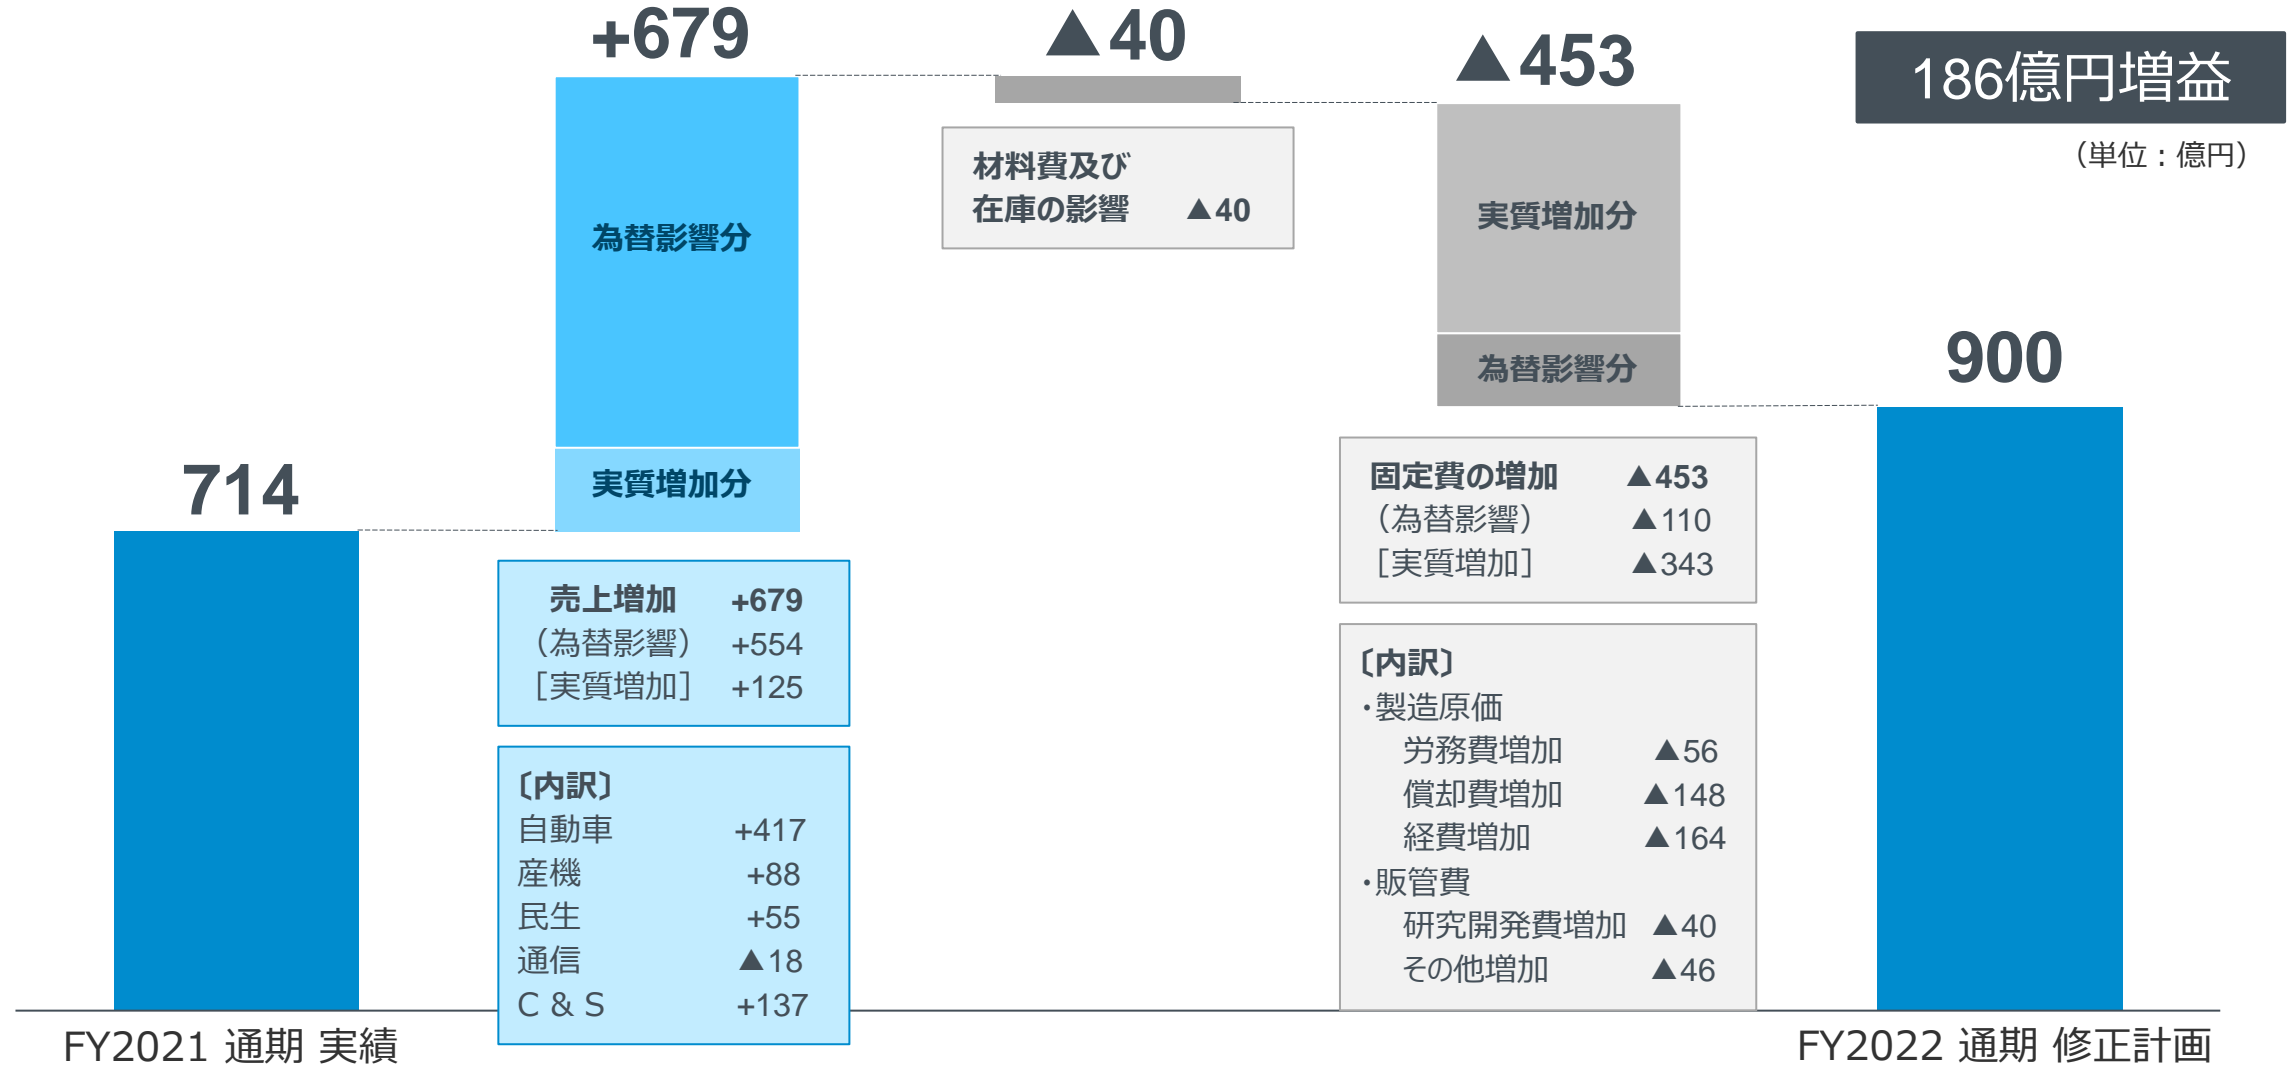 +679
▲40
▲453
186億円増益
（単位：億円）
材料費及び
在庫の影響 ▲40
為替影響分
実質増加分
実質増加分
為替影響分
714
900
売上増加 +679
（為替影響） +554
［実質増加］ +125
〔内訳〕
自動車 +417
産機 +88
民生 +55
通信 ▲18
C & S +137
固定費の増加 ▲453
（為替影響） ▲110
［実質増加］ ▲343
〔内訳〕
・製造原価
労務費増加 ▲56
償却費増加 ▲148
経費増加 ▲164
・販管費
研究開発費増加 ▲40
その他増加 ▲46
FY2021 通期 実績
FY2022 通期 修正計画